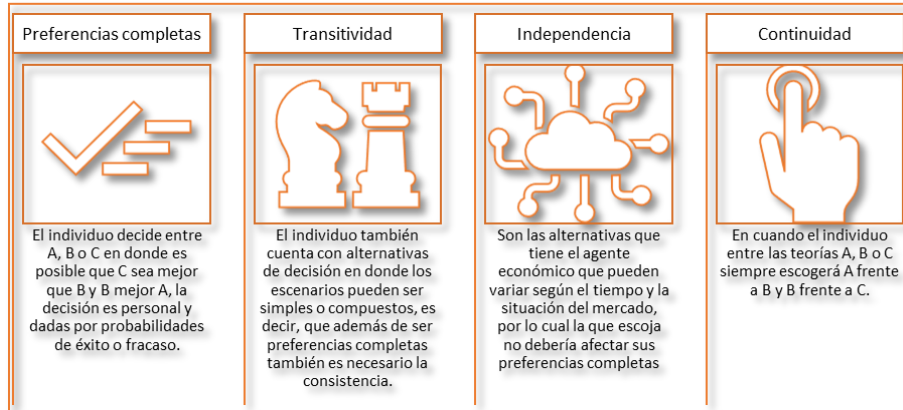 Preferencias completas
El individuo decide entre
A, B o C en donde es
posible que C sea mejor
que B y B mejor A, la
decisión es personal y
dadas por probabilidades
de éxito o fracaso.
Transitividad
El individuo también
cuenta con alternativas
de decisión en donde los
escenarios pueden ser
simples o compuestos, es
decir, que además de ser
preferencias completas
también es necesario la
consistencia.
Independencia
Son las alternativas que
tiene el agente
económico que pueden
variar según el tiempo y la
situación del mercado,
por lo cual la que escoja
no debería afectar sus
preferencias completas
Continuidad
En cuando el individuo
entre las teorías A, B o C
siempre escogerá A frente
a B y B frente a C.